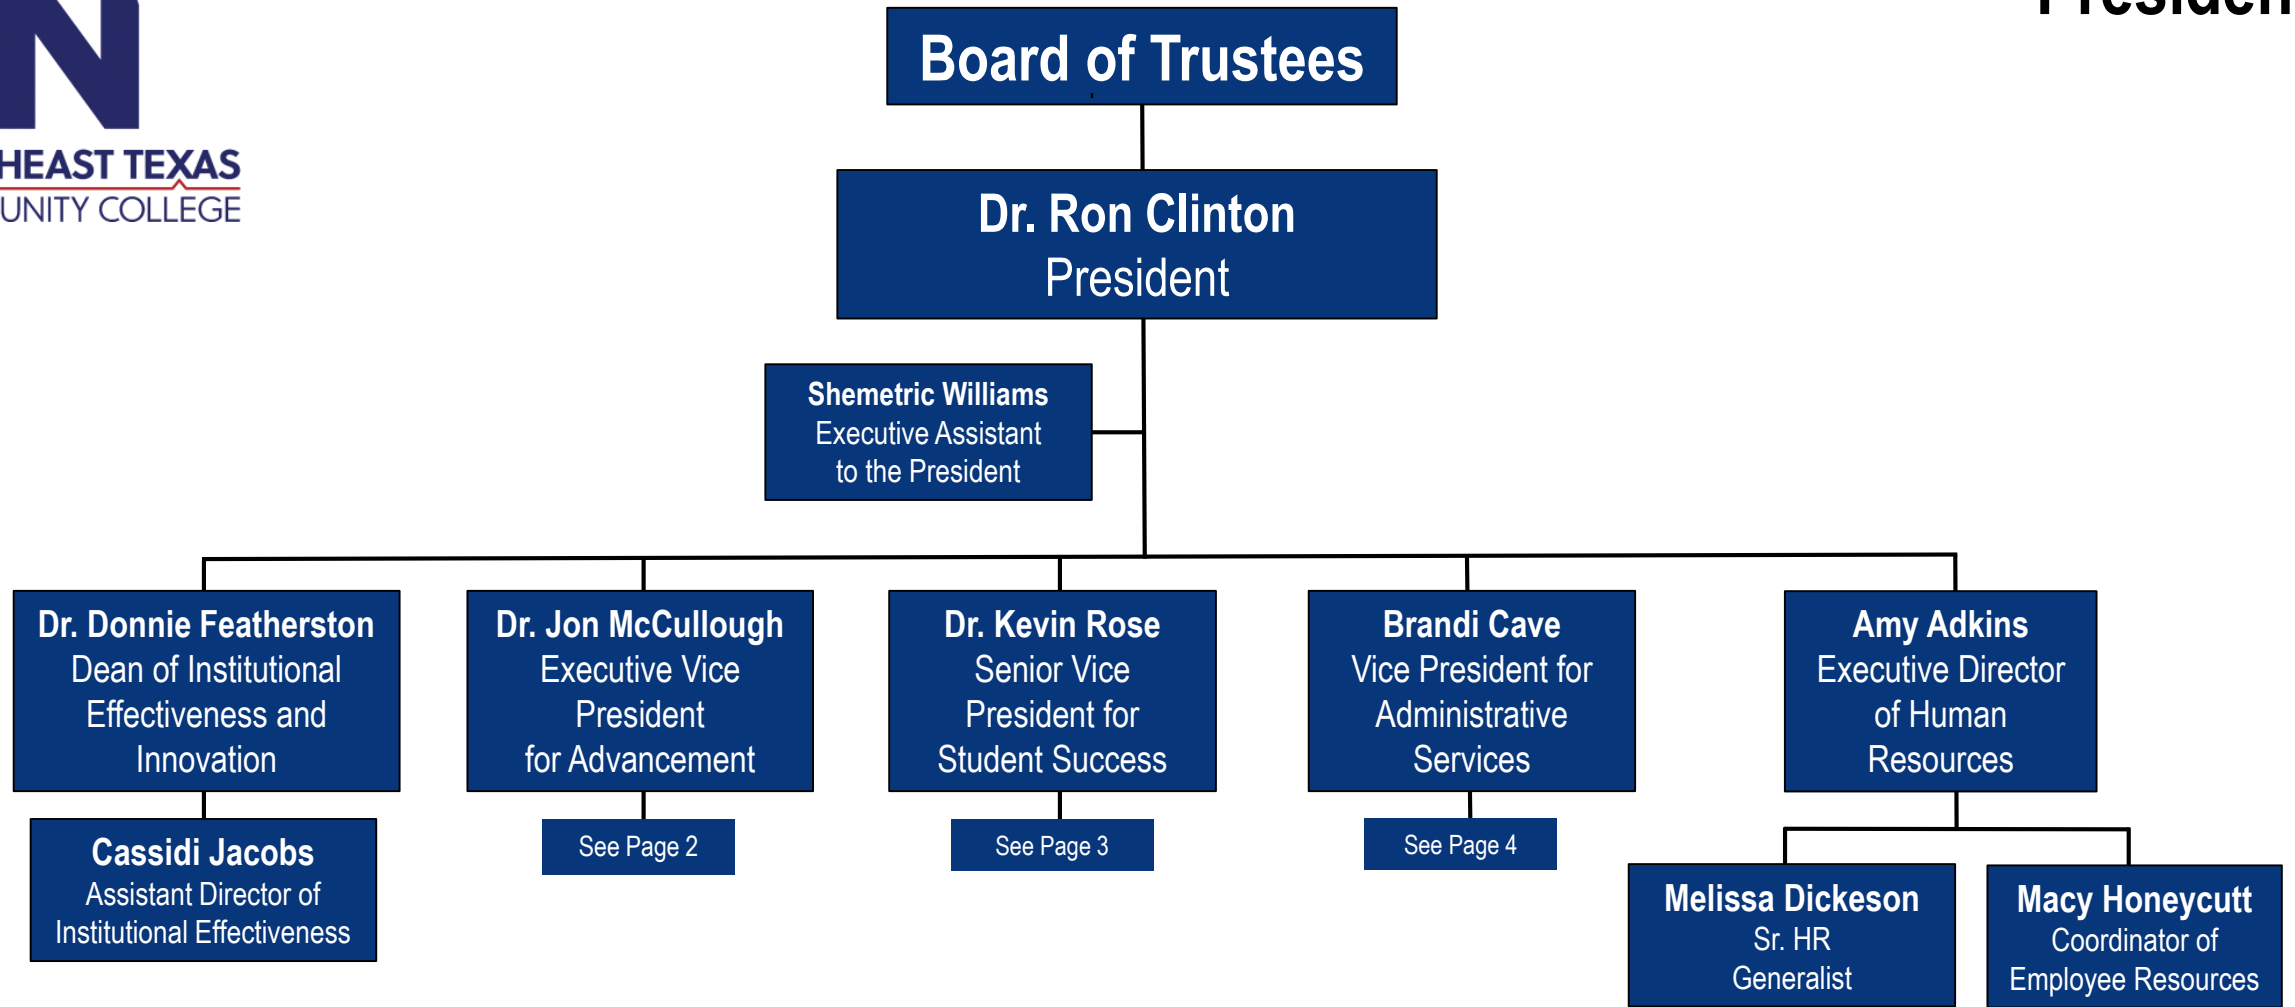 Presiden
N
HEAST TEXAS
UNITY COLLEGE
Board of Trustees
Dr. Ron Clinton
President
Shemetric Williams
Executive Assistant
to the President
Dr. Donnie Featherston
Dean of Institutional
Effectiveness and
Innovation
Dr. Jon McCullough
Executive Vice
President
for Advancement
Dr. Kevin Rose
Senior Vice
President for
Student Success
Brandi Cave
Vice President for
Administrative
Services
Amy Adkins
Executive Director
of Human
Resources
Cassidi Jacobs
Assistant Director of
Institutional Effectiveness
See Page 2
See Page 3
See Page 4
Melissa Dickeson
Sr. HR
Generalist
Macy Honeycutt
Coordinator of
Employee Resources